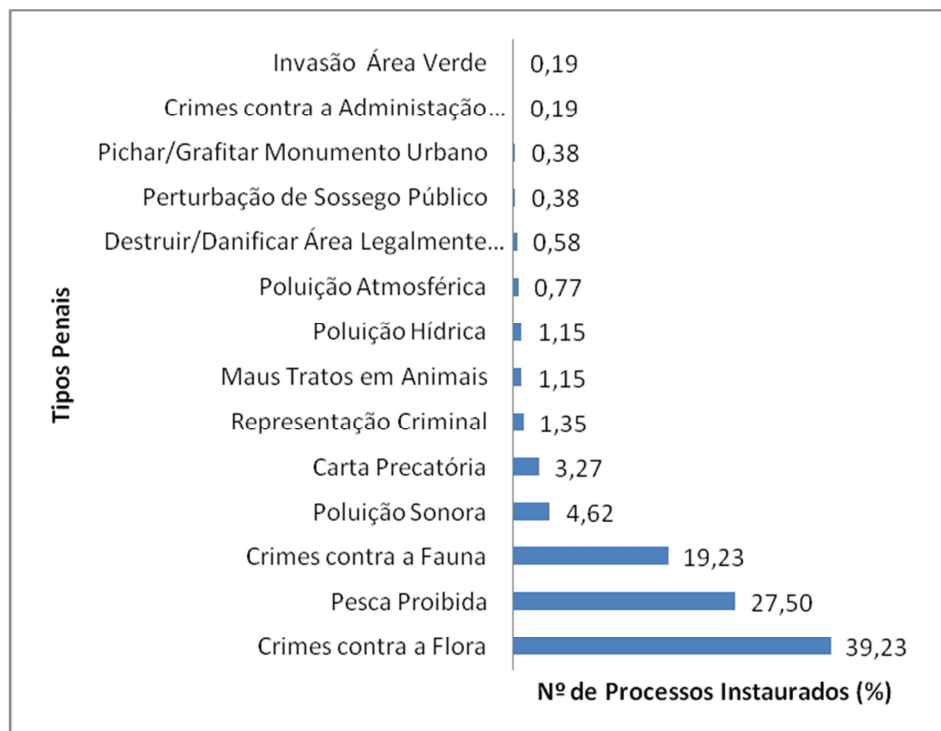 Invasão Área Verde 0,19
Crimes contra a Administação... 0,19
Pichar/Grafitar Monumento Urbano 0,38
Perturbação de Sossego Público 0,38
Destruir/Danificar Área Legalmente... 0,58
Poluição Atmosférica 0,77
Poluição Hídrica 1,15
Maus Tratos em Animais 1,15
Representação Criminal 1,35
Carta Precatória 3,27
Poluição Sonora 4,62
Crimes contra a Fauna 19,23
Pesca Proibida 27,50
Crimes contra a Flora 39,23
Tipos Penais
Nº de Processos Instaurados (%)